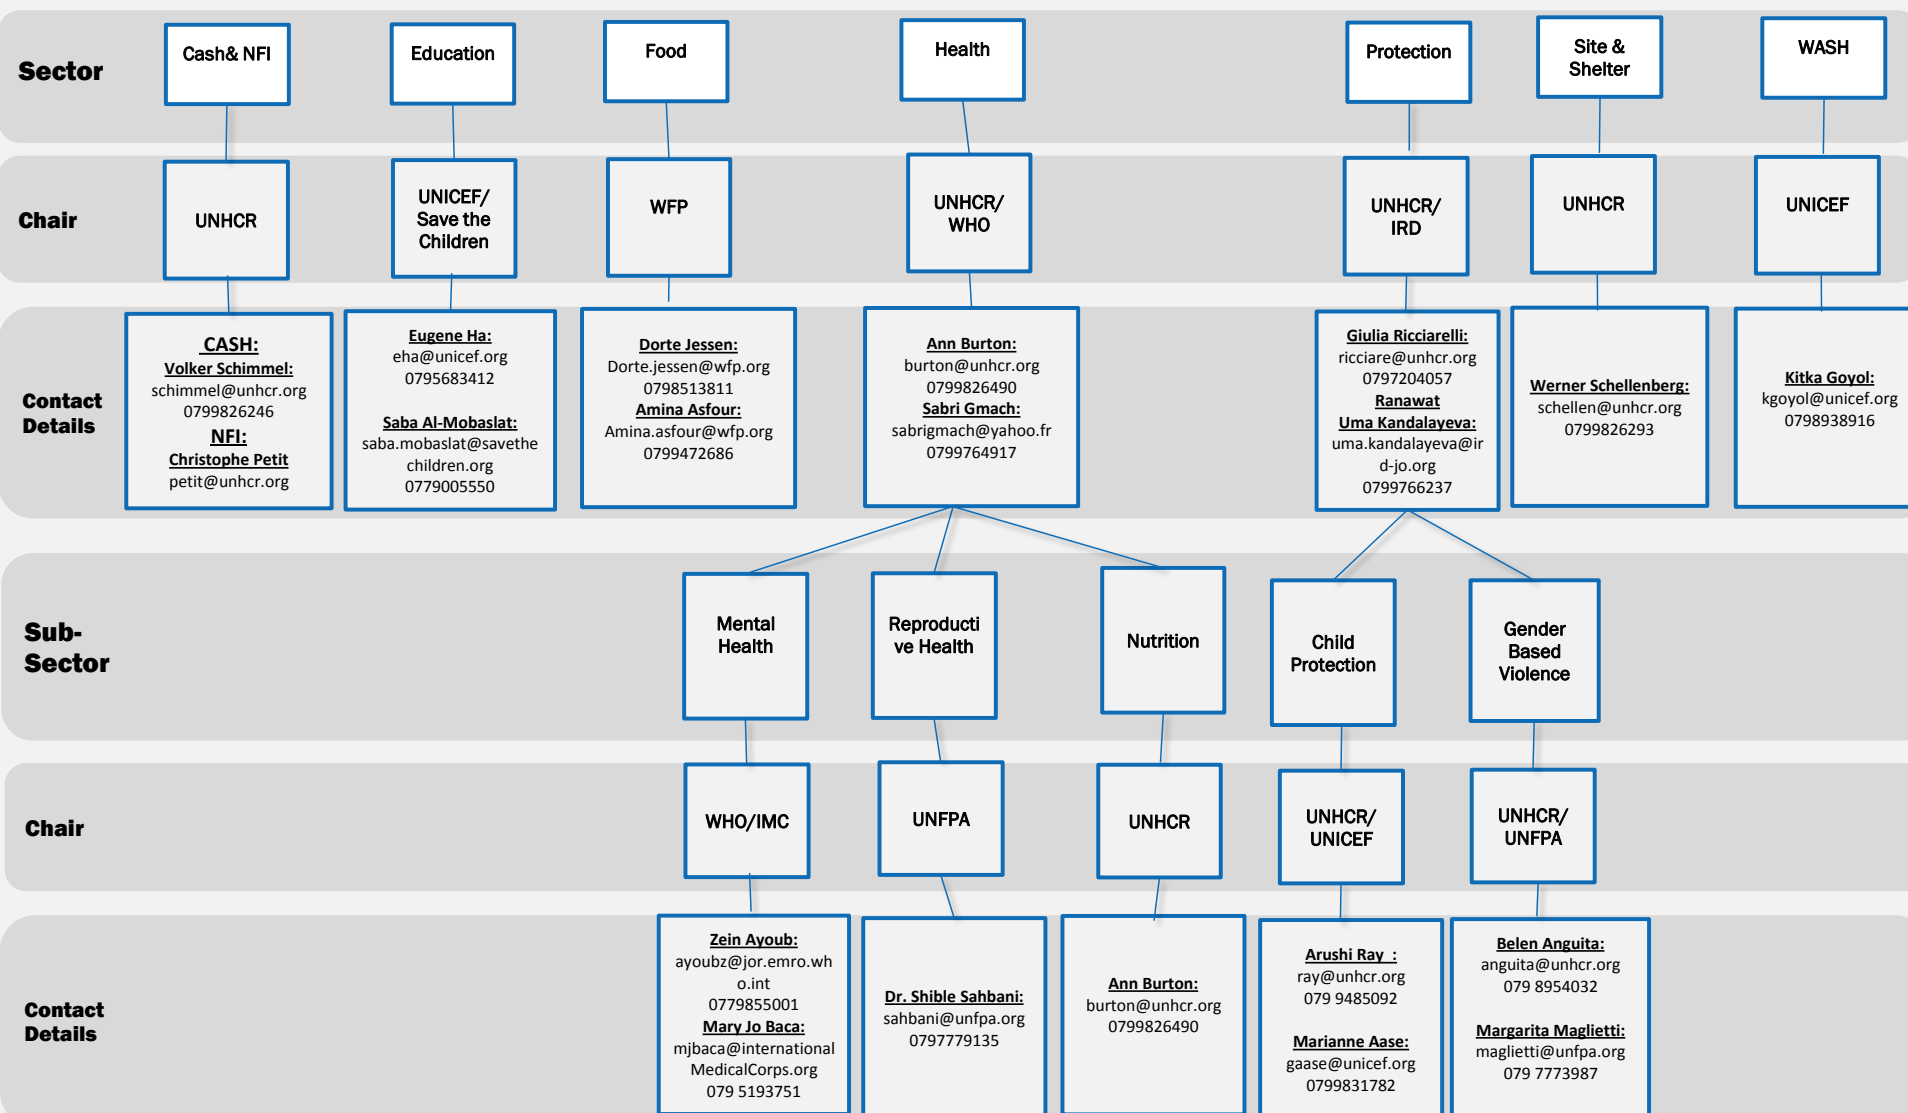 Sector
Cash& NFI
Education
Food
Health
Protection
Site &
Shelter
WASH
Chair
UNHCR
UNICEF/
Save the
Children
WFP
UNHCR/
WHO
UNHCR/
IRD
UNHCR
UNICEF
Contact
Details
CASH:
Volker Schimmel:
schimmel@unhcr.org
0799826246
NFI:
Christophe Petit
petit@unhcr.org
Eugene Ha:
eha@unicef.org
0795683412
Saba Al-Mobaslat:
saba.mobaslat@savethe
children.org
0779005550
Dorte Jessen:
Dorte.jessen@wfp.org
0798513811
Amina Asfour:
Amina.asfour@wfp.org
0799472686
Ann Burton:
burton@unhcr.org
0799826490
Sabri Gmach:
sabrigmach@yahoo.fr
0799764917
Giulia Ricciarelli:
ricciare@unhcr.org
0797204057
Ranawat
Uma Kandalayeva:
uma.kandalayeva@ir
d-jo.org
0799766237
Werner Schellenberg:
schellen@unhcr.org
0799826293
Kitka Goyol:
kgoyol@unicef.org
0798938916
Sub-
Sector
Mental
Health
Reproducti
ve Health
Nutrition
Child
Protection
Gender
Based
Violence
Chair
WHO/IMC
UNFPA
UNHCR
UNHCR/
UNICEF
UNHCR/
UNFPA
Contact
Details
Zein Ayoub:
ayoubz@jor.emro.wh
o.int
0779855001
Mary Jo Baca:
mjbaca@international
MedicalCorps.org
079 5193751
Dr. Shible Sahbani:
sahbani@unfpa.org
0797779135
Ann Burton:
burton@unhcr.org
0799826490
Arushi Ray  :
ray@unhcr.org
079 9485092
Marianne Aase:
gaase@unicef.org
0799831782
Belen Anguita:
anguita@unhcr.org
079 8954032
Margarita Maglietti:
maglietti@unfpa.org
079 7773987